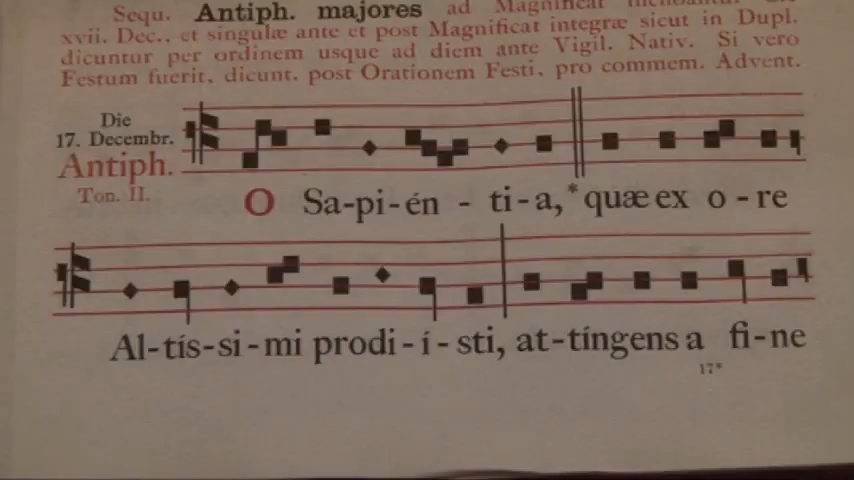 Sequ. Antiph. majores ad Magnificat
xvii. Dec., et singulæ ante et post Magnificat integræ sicut in Dupl.
dicuntur per ordinem usque ad diem ante Vigil. Nativ. Si vero
Festum fuerit, dicunt. post Orationem Festi, pro commem. Advent.
Die
17. Decembr.
Antiph.
Ton. II.
O Sa-pi-én-ti-a,* quæ ex o-re
Al-tís-si-mi prodi-í-sti, at-tíngens a fi-ne
17*